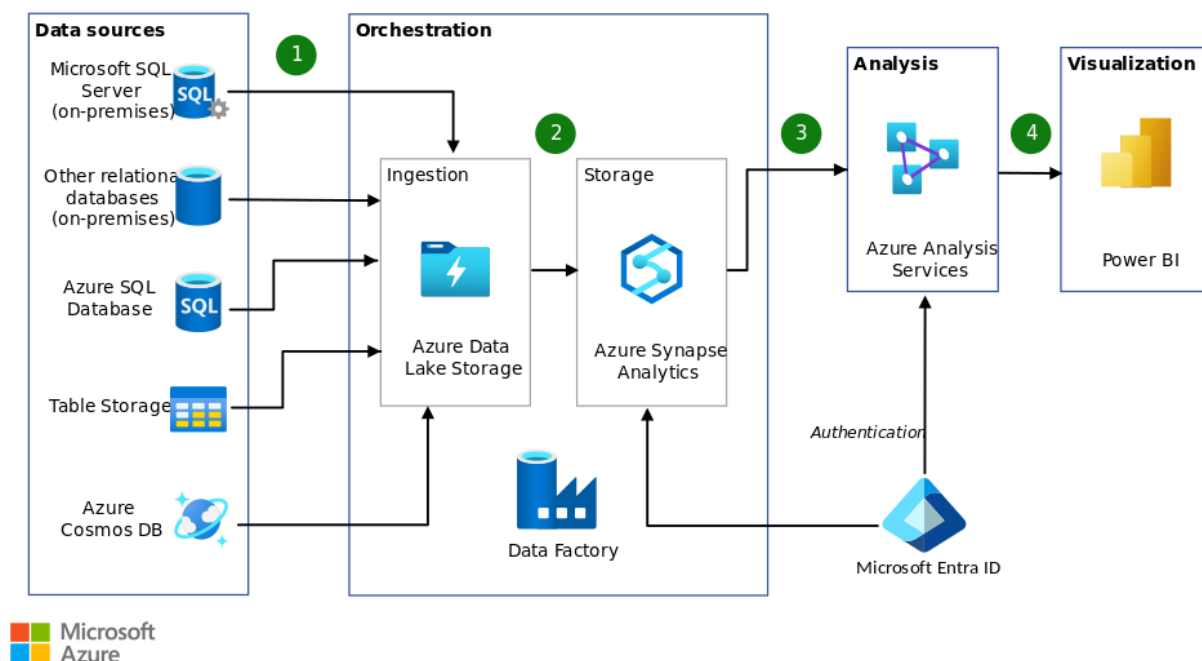 Data sources
1
Microsoft SQL
Server
(on-premises)
SQL
Other relationa
databases
(on-premises)
Azure SQL
Database
SQL
Table Storage
Azure
Cosmos DB
Orchestration
2
Ingestion
Azure Data
Lake Storage
Storage
Azure Synapse
Analytics
Data Factory
3
Analysis
Azure Analysis
Services
4
Visualization
Power BI
Authentication
Microsoft Entra ID
Microsoft
Azure